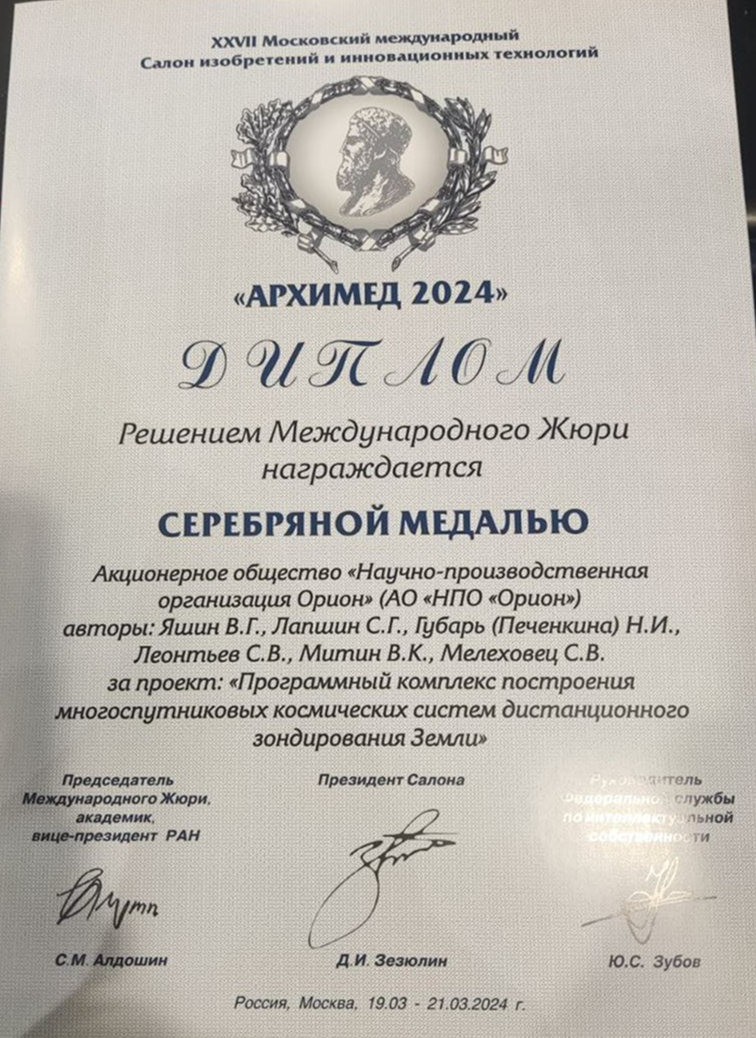 XXVII Московский международный
Салон изобретений и инновационных технологий
«АРХИМЕД 2024»
ДИПЛОМ
Решением Международного Жюри
награждается
СЕРЕБРЯНОЙ МЕДАЛЬЮ
Акционерное общество «Научно-производственная
организация Орион» (АО «НПО «Орион»)
авторы: Яшин В.Г., Лапшин С.Г., Губарь (Печенкина) Н.И.,
Леонтьев С.В., Митин В.К., Мелеховец С.В.
за проект: «Программный комплекс построения
многоспутниковых космических систем дистанционного
зондирования Земли»
Председатель
Международного Жюри,
академик,
вице-президент РАН
С.М. Алдошин
Президент Салона
Д.И. Зезюлин
Руководитель
Федеральной службы
по интеллектуальной
собственности
Ю.С. Зубов
Россия, Москва, 19.03 - 21.03.2024 г.